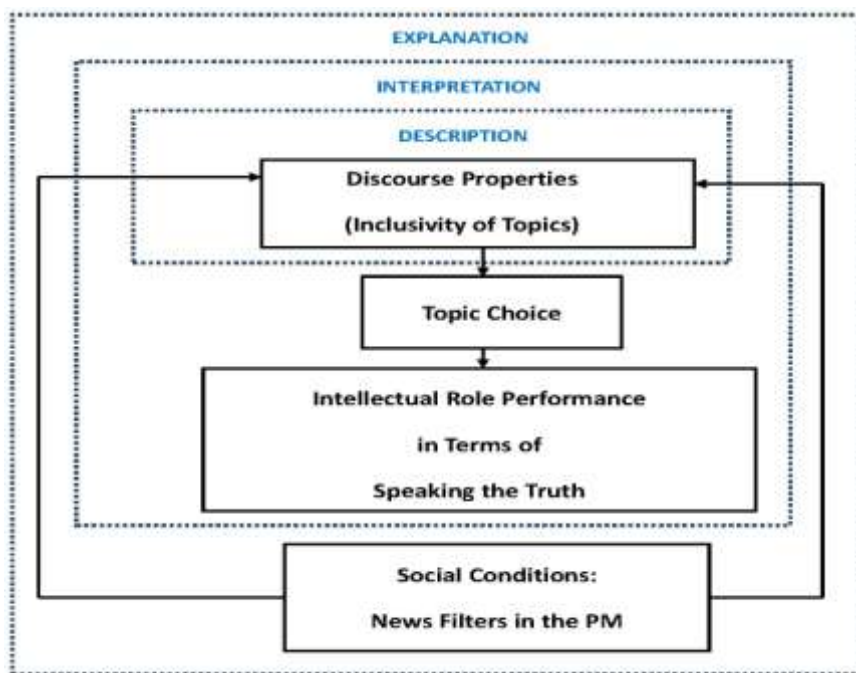 EXPLANATION
INTERPRETATION
DESCRIPTION
Discourse Properties
(Inclusivity of Topics)
Topic Choice
Intellectual Role Performance
in Terms of
Speaking the Truth
Social Conditions:
News Filters in the PM